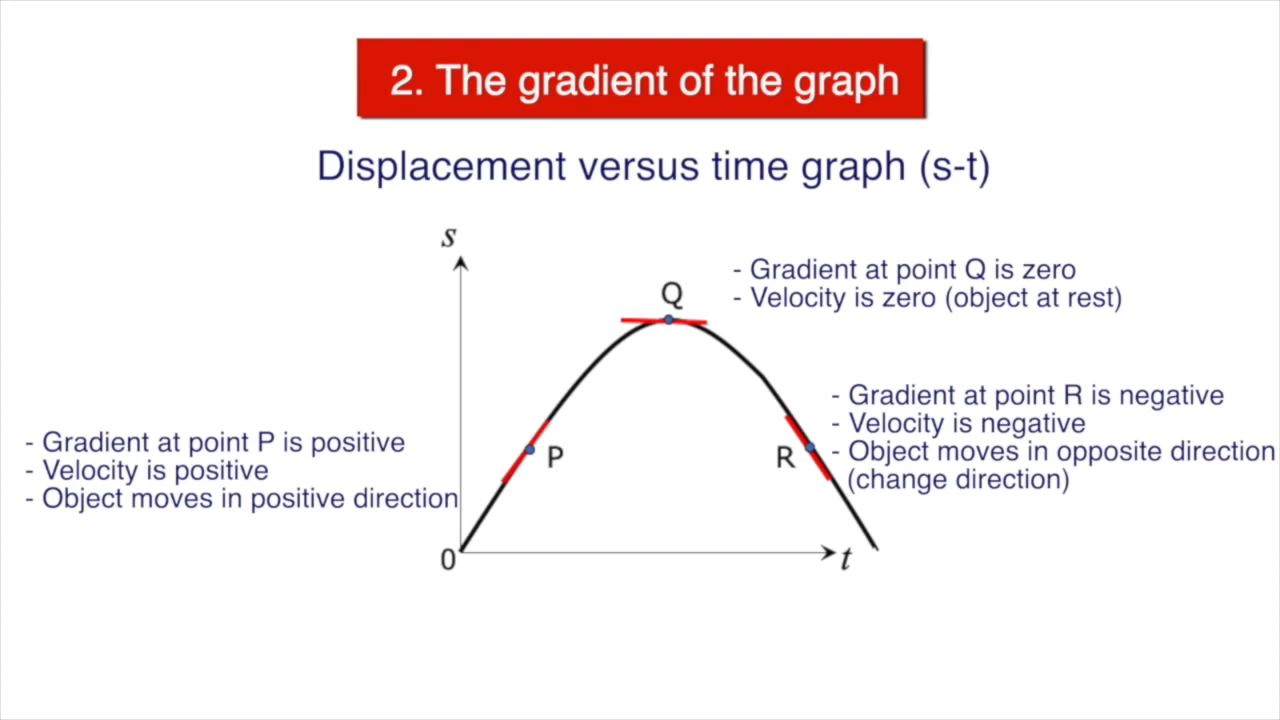 2. The gradient of the graph
Displacement versus time graph (s-t)
s
- Gradient at point Q is zero
- Velocity is zero (object at rest)
Q
- Gradient at point R is negative
- Velocity is negative
- Object moves in opposite direction
(change direction)
- Gradient at point P is positive
- Velocity is positive
- Object moves in positive direction
P
R
0
t